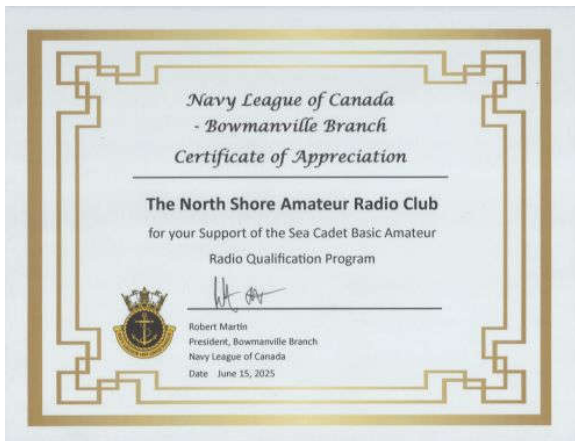 Navy League of Canada
- Bowmanville Branch
Certificate of Appreciation
The North Shore Amateur Radio Club
for your Support of the Sea Cadet Basic Amateur
Radio Qualification Program
Robert Martin
President, Bowmanville Branch
Navy League of Canada
Date June 15, 2025